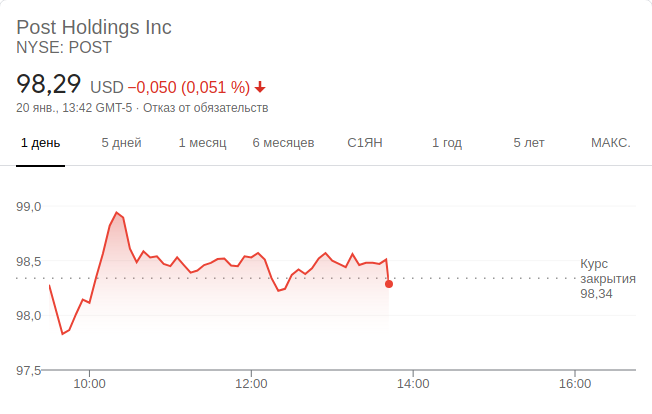 Post Holdings Inc
NYSE: POST
98,29 USD −0,050 (0,051 %)
20 янв., 13:42 GMT-5 · Отказ от обязательств
1 день 5 дней 1 месяц 6 месяцев С1ЯН 1 год 5 лет МАКС.
99,0
98,5
Курс
закрытия
98,34
98,0
97,5
10:00 12:00 14:00 16:00